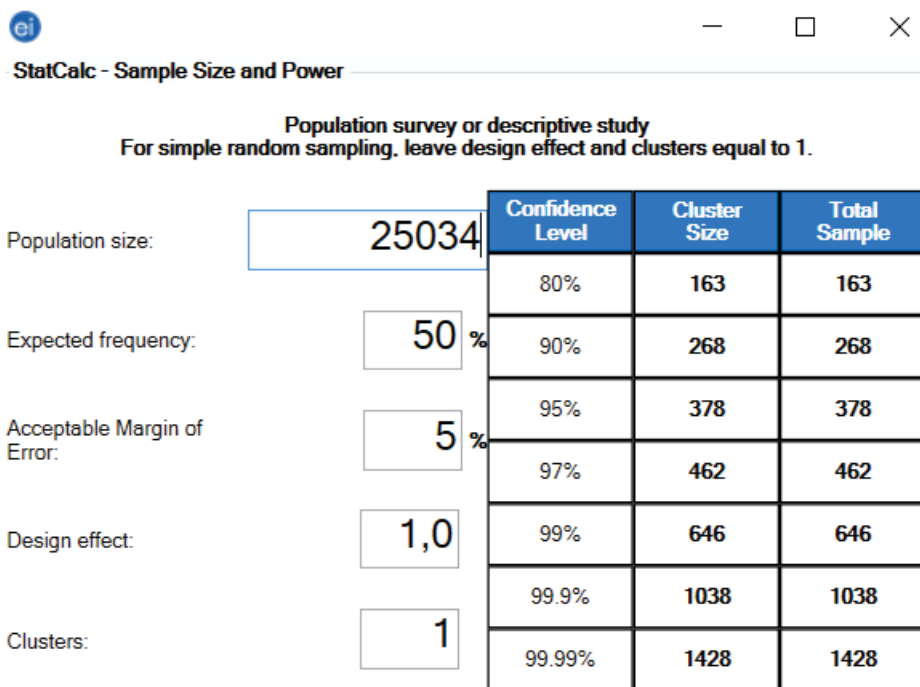 ei
StatCalc - Sample Size and Power
Population survey or descriptive study
For simple random sampling, leave design effect and clusters equal to 1.
Population size: 25034
Expected frequency: 50 %
Acceptable Margin of
Error: 5 %
Design effect: 1,0
Clusters: 1
Confidence Level Cluster Size Total Sample
80% 163 163
90% 268 268
95% 378 378
97% 462 462
99% 646 646
99.9% 1038 1038
99.99% 1428 1428